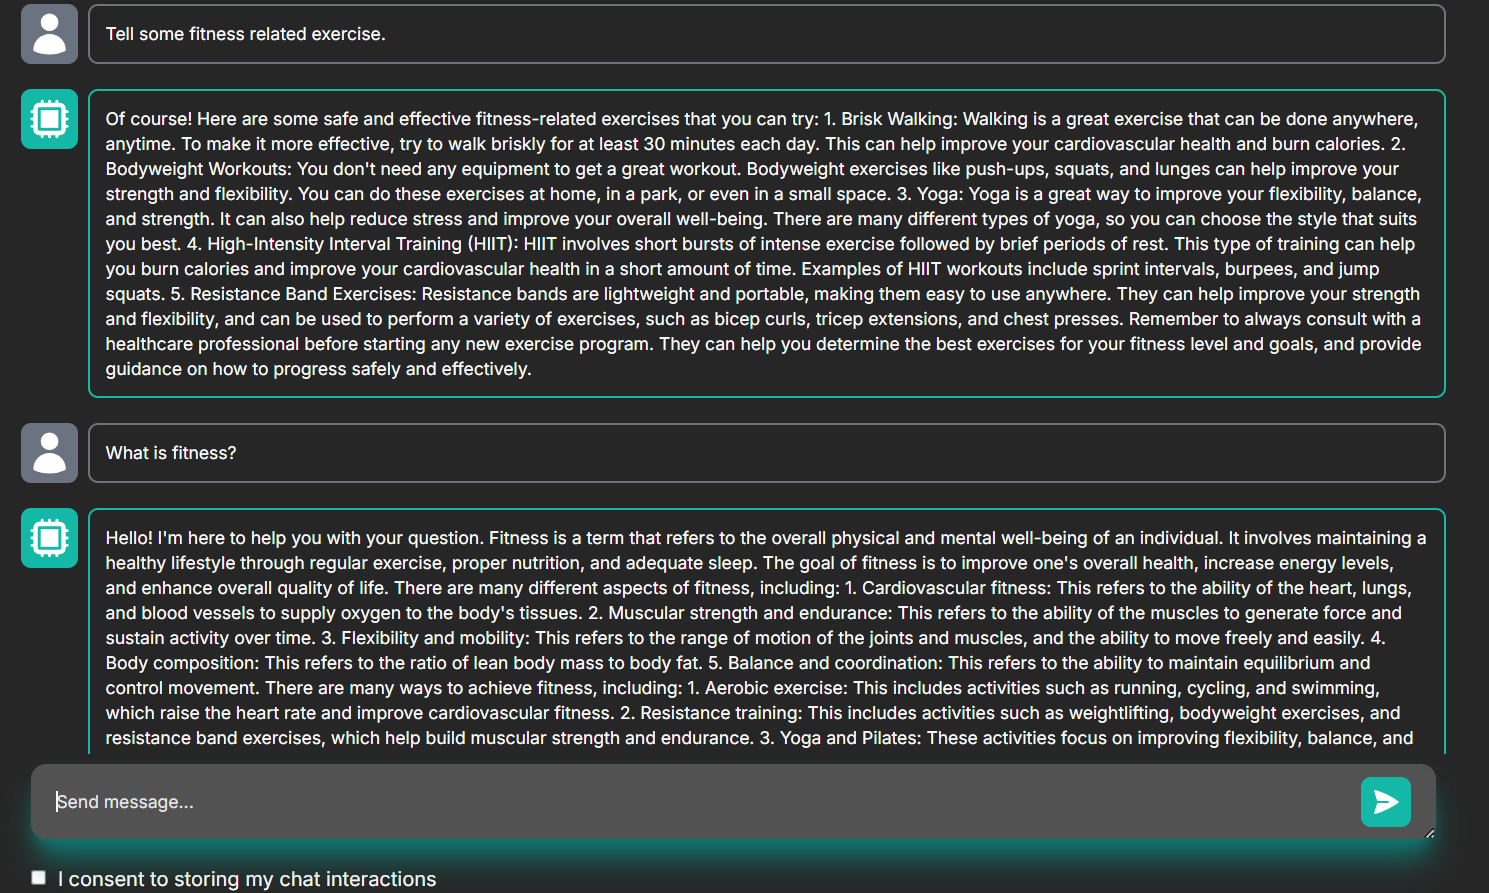 Tell some fitness related exercise.
Of course! Here are some safe and effective fitness-related exercises that you can try: 1. Brisk Walking: Walking is a great exercise that can be done anywhere,
anytime. To make it more effective, try to walk briskly for at least 30 minutes each day. This can help improve your cardiovascular health and burn calories. 2.
Bodyweight Workouts: You don't need any equipment to get a great workout. Bodyweight exercises like push-ups, squats, and lunges can help improve your
strength and flexibility. You can do these exercises at home, in a park, or even in a small space. 3. Yoga: Yoga is a great way to improve your flexibility, balance,
and strength. It can also help reduce stress and improve your overall well-being. There are many different types of yoga, so you can choose the style that suits
you best. 4. High-Intensity Interval Training (HIIT): HIIT involves short bursts of intense exercise followed by brief periods of rest. This type of training can help
you burn calories and improve your cardiovascular health in a short amount of time. Examples of HIIT workouts include sprint intervals, burpees, and jump
squats. 5. Resistance Band Exercises: Resistance bands are lightweight and portable, making them easy to use anywhere. They can help improve your strength
and flexibility, and can be used to perform a variety of exercises, such as bicep curls, tricep extensions, and chest presses. Remember to always consult with a
healthcare professional before starting any new exercise program. They can help you determine the best exercises for your fitness level and goals, and provide
guidance on how to progress safely and effectively.
What is fitness?
Hello! I'm here to help you with your question. Fitness is a term that refers to the overall physical and mental well-being of an individual. It involves maintaining a
healthy lifestyle through regular exercise, proper nutrition, and adequate sleep. The goal of fitness is to improve one's overall health, increase energy levels,
and enhance overall quality of life. There are many different aspects of fitness, including: 1. Cardiovascular fitness: This refers to the ability of the heart, lungs,
and blood vessels to supply oxygen to the body's tissues. 2. Muscular strength and endurance: This refers to the ability of the muscles to generate force and
sustain activity over time. 3. Flexibility and mobility: This refers to the range of motion of the joints and muscles, and the ability to move freely and easily. 4.
Body composition: This refers to the ratio of lean body mass to body fat. 5. Balance and coordination: This refers to the ability to maintain equilibrium and
control movement. There are many ways to achieve fitness, including: 1. Aerobic exercise: This includes activities such as running, cycling, and swimming,
which raise the heart rate and improve cardiovascular fitness. 2. Resistance training: This includes activities such as weightlifting, bodyweight exercises, and
resistance band exercises, which help build muscular strength and endurance. 3. Yoga and Pilates: These activities focus on improving flexibility, balance, and
Send message...
I consent to storing my chat interactions